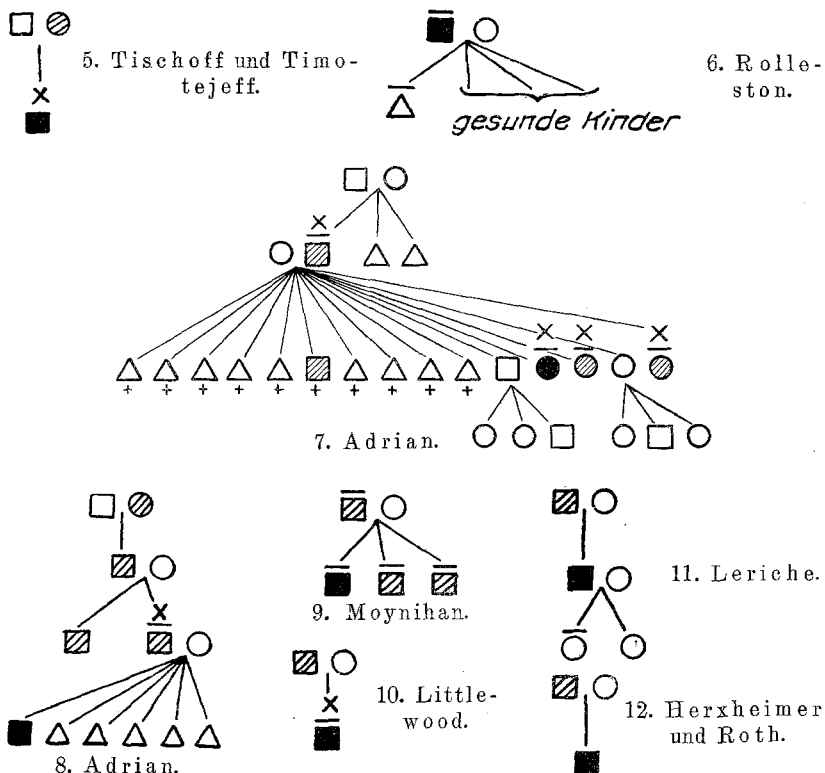 5. Tischoff und Timo-
tejeff.
6. Rolle-
ston.
gesunde Kinder
7. Adrian.
8. Adrian.
9. Moynihan.
10. Little-
wood.
11. Leriche.
12. Herxheimer
und Roth.